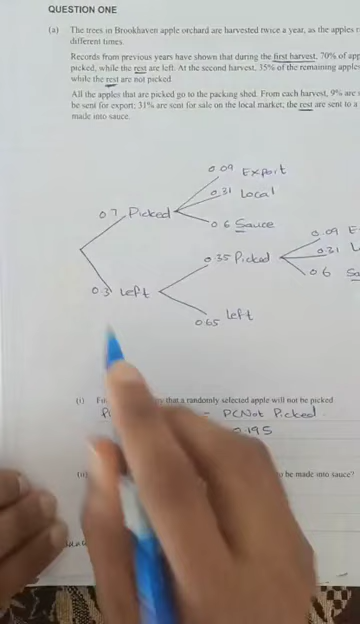 QUESTION ONE
(a) The trees in Brookhaven apple orchard are harvested twice a year, as the apples
different times.
Records from previous years have shown that during the first harvest, 70% of
picked, while the rest are left. At the second harvest, 35% of the remaining
while the rest are not picked
All the apples that are picked go to the packing shed. From each harvest, 9% are
be sent for export; 31% are sent for sale on the local market; the rest are sent to a
made into sauce.
0.09 Export
0.31 Local
0.7 Picked
0.6 Sauce
0.09
0.35 Picked
0.31
0.6
0.3 Left
0.65 Left
(i) that a randomly selected apple will not be picked
P(Not Picked
0.195
(ii) to be made into sauce?